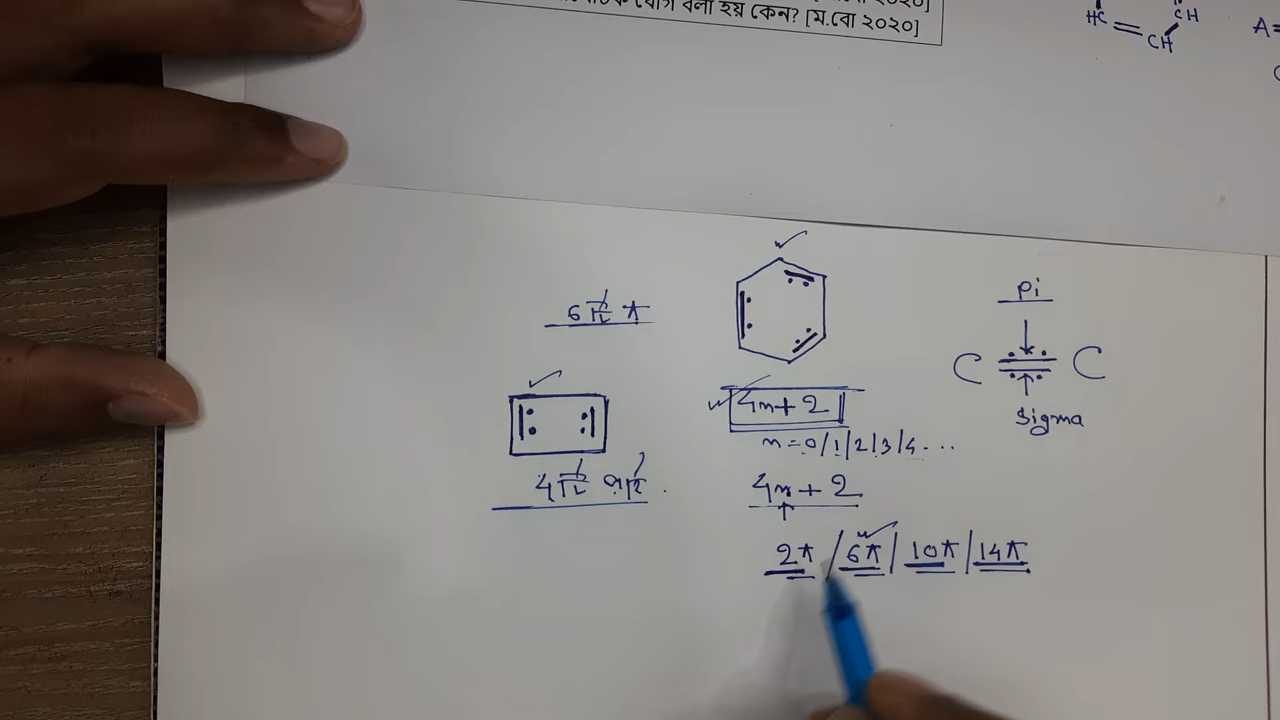 বলা হয় কেন? [ম.বো ২০২০]
HC
CH
CH
A=
6টি π
Pi
C C
Sigma
4n+2
n=0/1/2/3/4...
4টি
4n+2
2π/6π/10π/14π